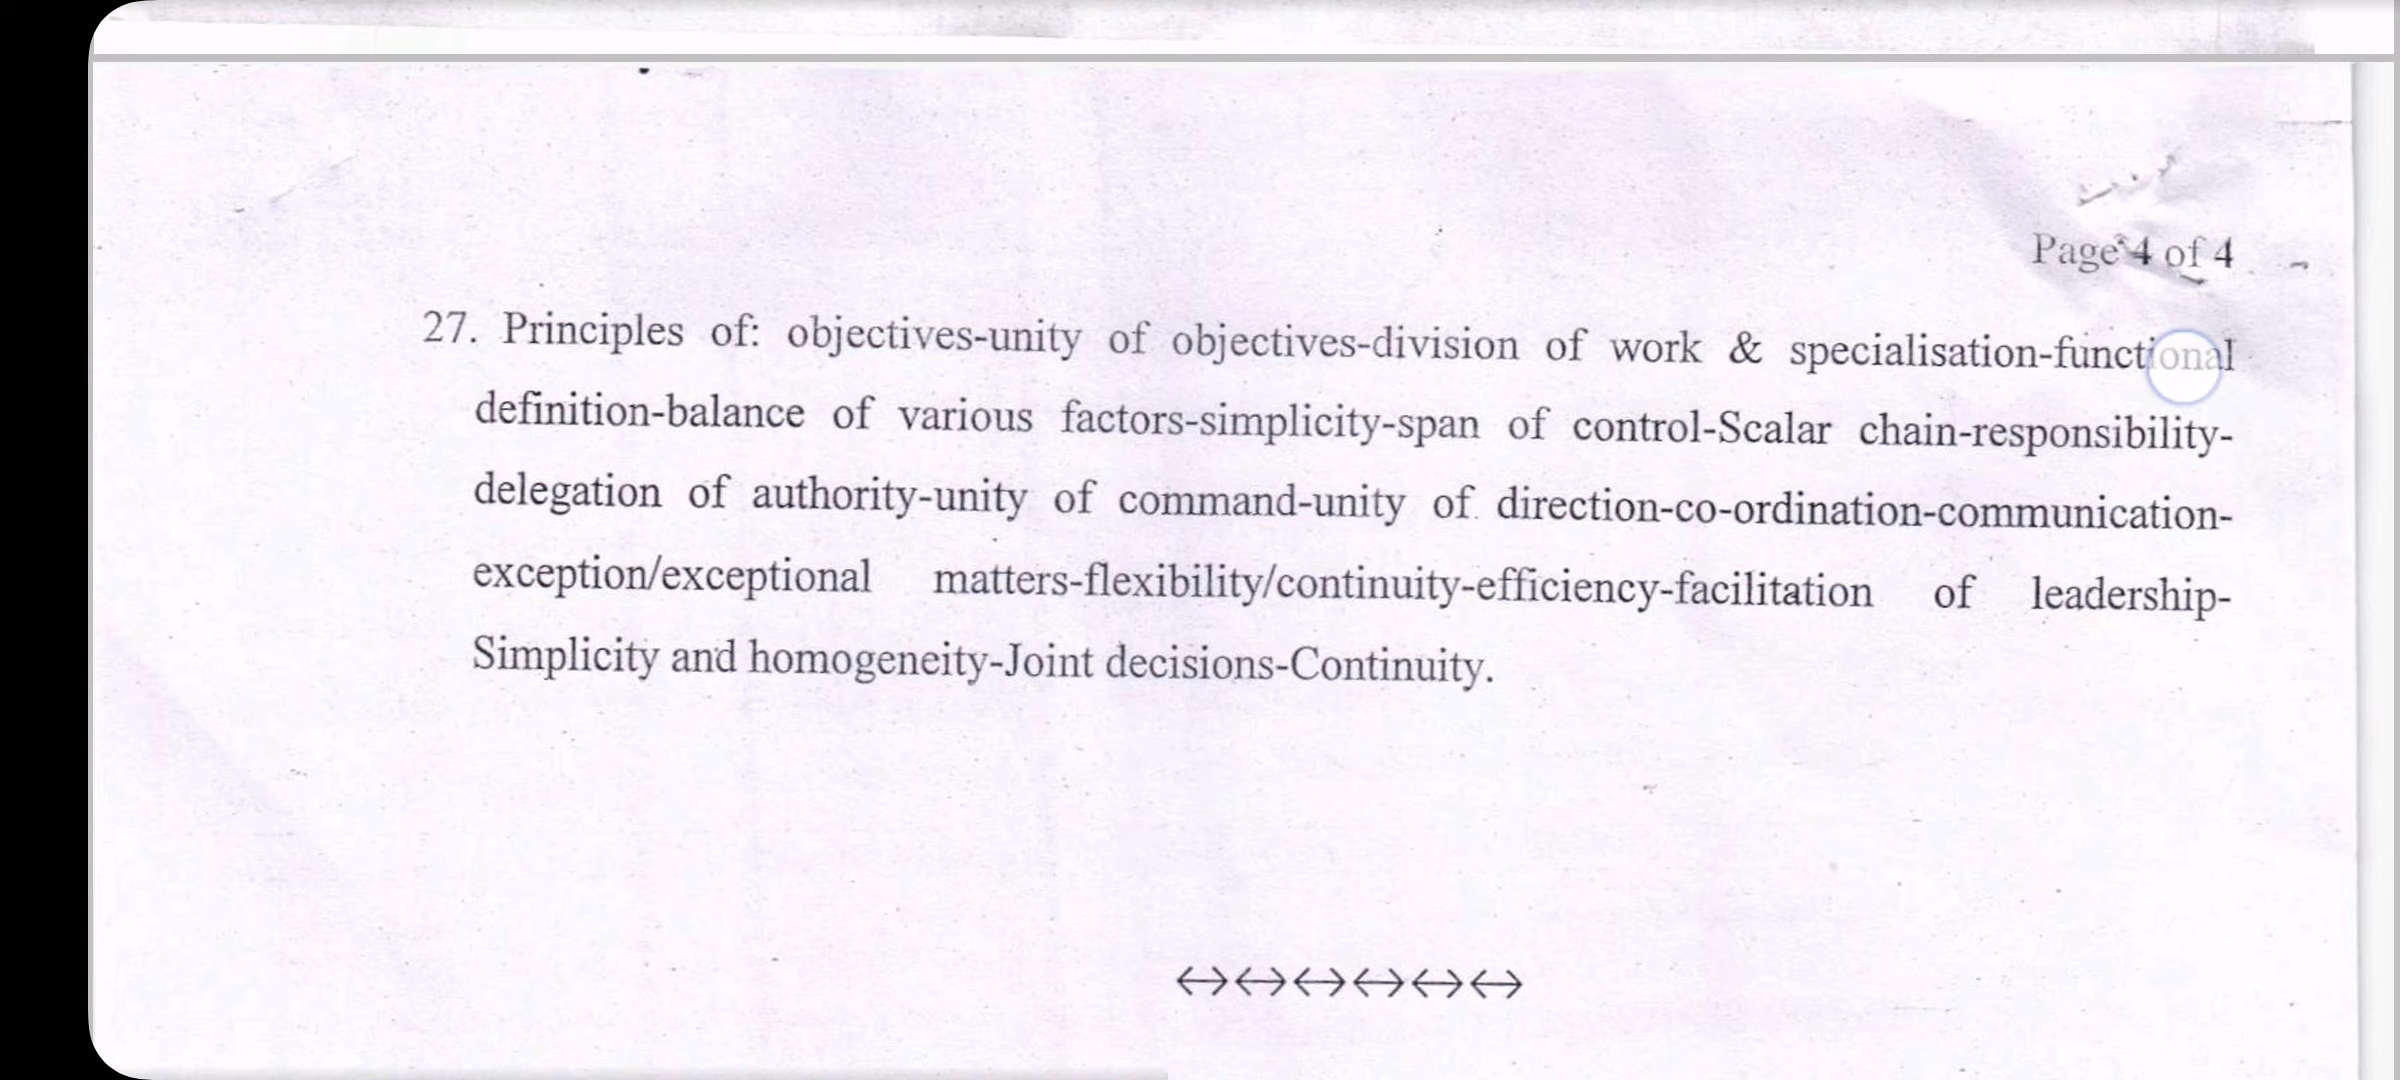 Page 4 of 4
27. Principles of: objectives-unity of objectives-division of work & specialisation-functional
definition-balance of various factors-simplicity-span of control-Scalar chain-responsibility-
delegation of authority-unity of command-unity of direction-co-ordination-communication-
exception/exceptional matters-flexibility/continuity-efficiency-facilitation of leadership-
Simplicity and homogeneity-Joint decisions-Continuity.
↔↔↔↔↔↔